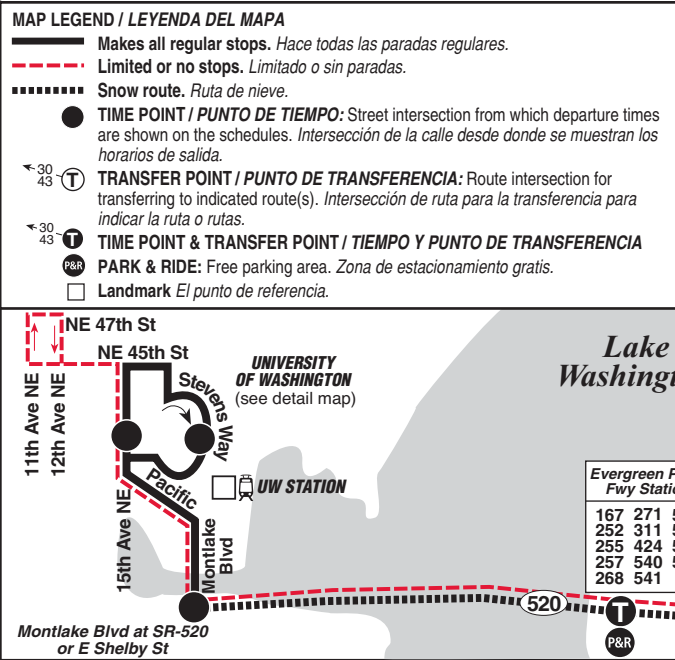 MAP LEGEND / LEYENDA DEL MAPA
Makes all regular stops. Hace todas las paradas regulares.
Limited or no stops. Limitado o sin paradas.
Snow route. Ruta de nieve.
TIME POINT / PUNTO DE TIEMPO: Street intersection from which departure times
are shown on the schedules. Intersección de la calle desde donde se muestran los
horarios de salida.
30
43 T TRANSFER POINT / PUNTO DE TRANSFERENCIA: Route intersection for
transferring to indicated route(s). Intersección de ruta para la transferencia para
indicar la ruta o rutas.
30
43 T TIME POINT & TRANSFER POINT / TIEMPO Y PUNTO DE TRANSFERENCIA
P&R PARK & RIDE: Free parking area. Zona de estacionamiento gratis.
Landmark El punto de referencia.
NE 47th St
NE 45th St
11th Ave NE
12th Ave NE
Stevens Way
UNIVERSITY
OF WASHINGTON
(see detail map)
Lake
Washingt
Pacific
UW STATION
15th Ave NE
Montlake
Blvd
Evergreen
Fwy Static
167 271
252 311
255 424
257 540
268 541
520
T
P&R
Montlake Blvd at SR-520
or E Shelby St